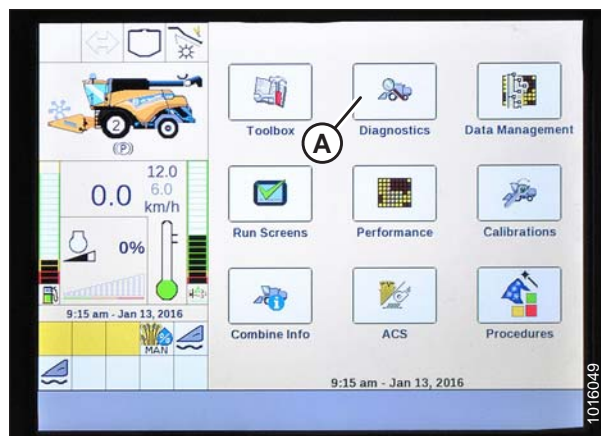 2
(P)
12.0
0.0
6.0
km/h
0%
F
9:15 am - Jan 13, 2016
MAN
%
Toolbox
Diagnostics
Data Management
A
Run Screens
Performance
Calibrations
Combine Info
ACS
Procedures
9:15 am - Jan 13, 2016
1016049